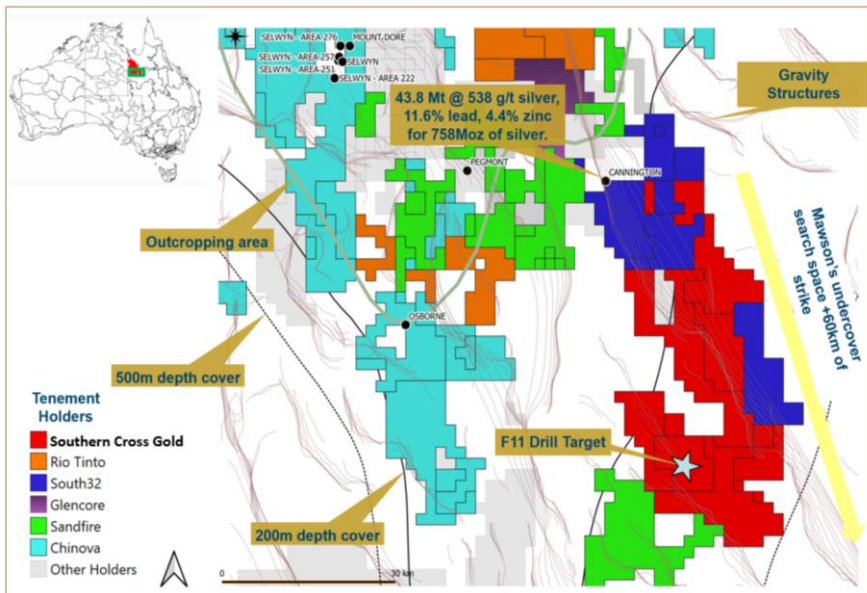 SELWYN - AREA 276
MOUNT DORE
SELWYN - AREA 257
SELWYN
SELWYN - AREA 251
SELWYN - AREA 222
43.8 Mt @ 538 g/t silver,
11.6% lead, 4.4% zinc
for 758Moz of silver.
Gravity
Structures
PEGMONT
CANNINGTON
Outcropping area
Mawson's undercover
search space +60km of
strike
OSBORNE
500m depth cover
Tenement
Holders
Southern Cross Gold
Rio Tinto
South32
Glencore
Sandfire
Chinova
Other Holders
F11 Drill Target
200m depth cover
0
30 km